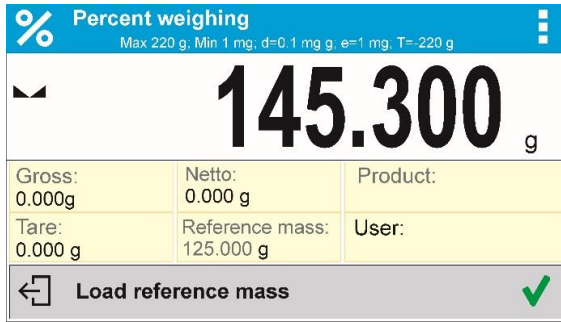 % Percent weighing
Max 220 g; Min 1 mg; d=0.1 mg g; e=1 mg; T=-220 g
145.300 g
Gross: Netto: Product:
0.000g 0.000 g
Tare: Reference mass: User:
0.000 g 125.000 g
Load reference mass